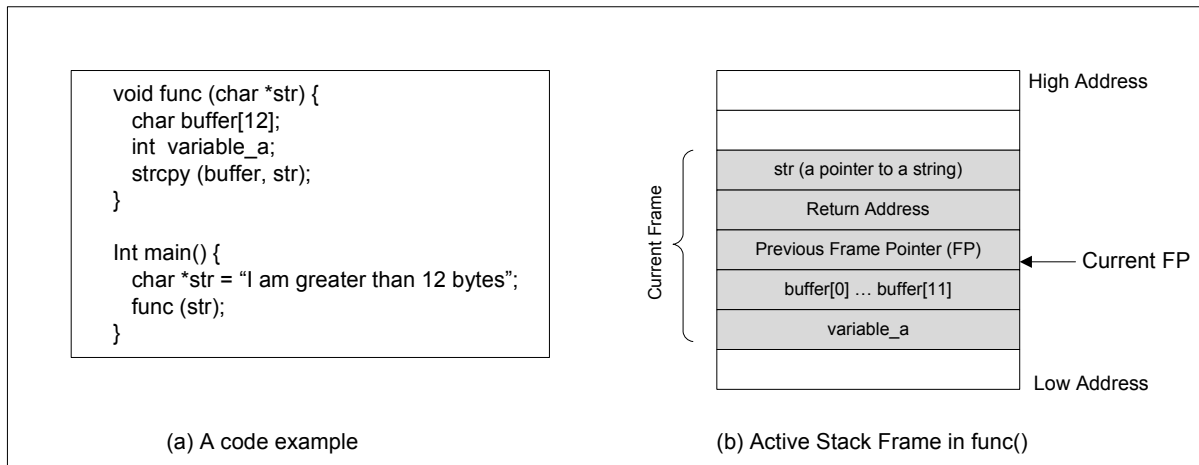 void func (char *str) {
char buffer[12];
int variable_a;
strcpy (buffer, str);
}
Int main() {
char *str = “I am greater than 12 bytes”;
func (str);
}
(a) A code example
High Address
str (a pointer to a string)
Return Address
Previous Frame Pointer (FP)
buffer[0] … buffer[11]
variable_a
Current Frame
Current FP
Low Address
(b) Active Stack Frame in func()